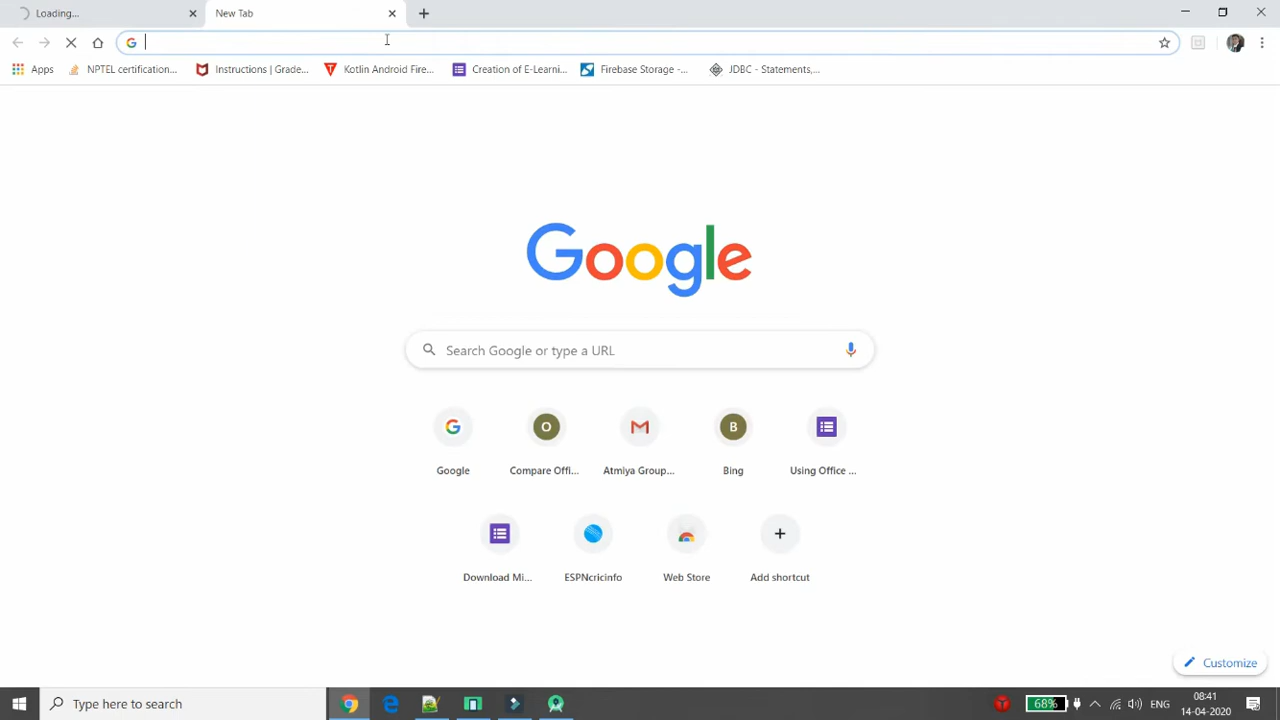 Loading...
New Tab
Apps
NPTEL certification...
Instructions | Grade...
Kotlin Android Fire...
Creation of E-Learni...
Firebase Storage -...
JDBC - Statements,...
Google
Search Google or type a URL
Google
O
Compare Offi...
Atmiya Group...
B
Bing
Using Office ...
Download Mi...
ESPNcricinfo
Web Store
Add shortcut
Customize
Type here to search
68%
ENG
08:41
14-04-2020